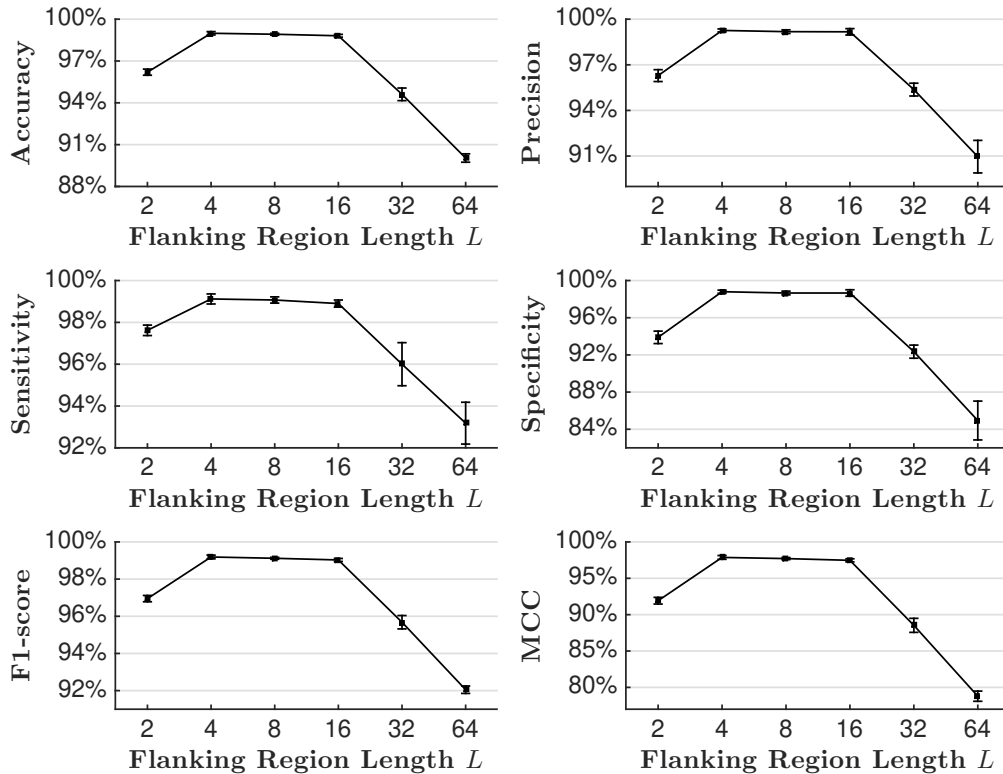 Accuracy
100%
97%
94%
91%
88%
2 4 8 16 32 64
Flanking Region Length L
Precision
100%
97%
94%
91%
2 4 8 16 32 64
Flanking Region Length L
Sensitivity
100%
98%
96%
94%
92%
2 4 8 16 32 64
Flanking Region Length L
Specificity
100%
96%
92%
88%
84%
2 4 8 16 32 64
Flanking Region Length L
F1-score
100%
98%
96%
94%
92%
2 4 8 16 32 64
Flanking Region Length L
MCC
100%
95%
90%
85%
80%
2 4 8 16 32 64
Flanking Region Length L